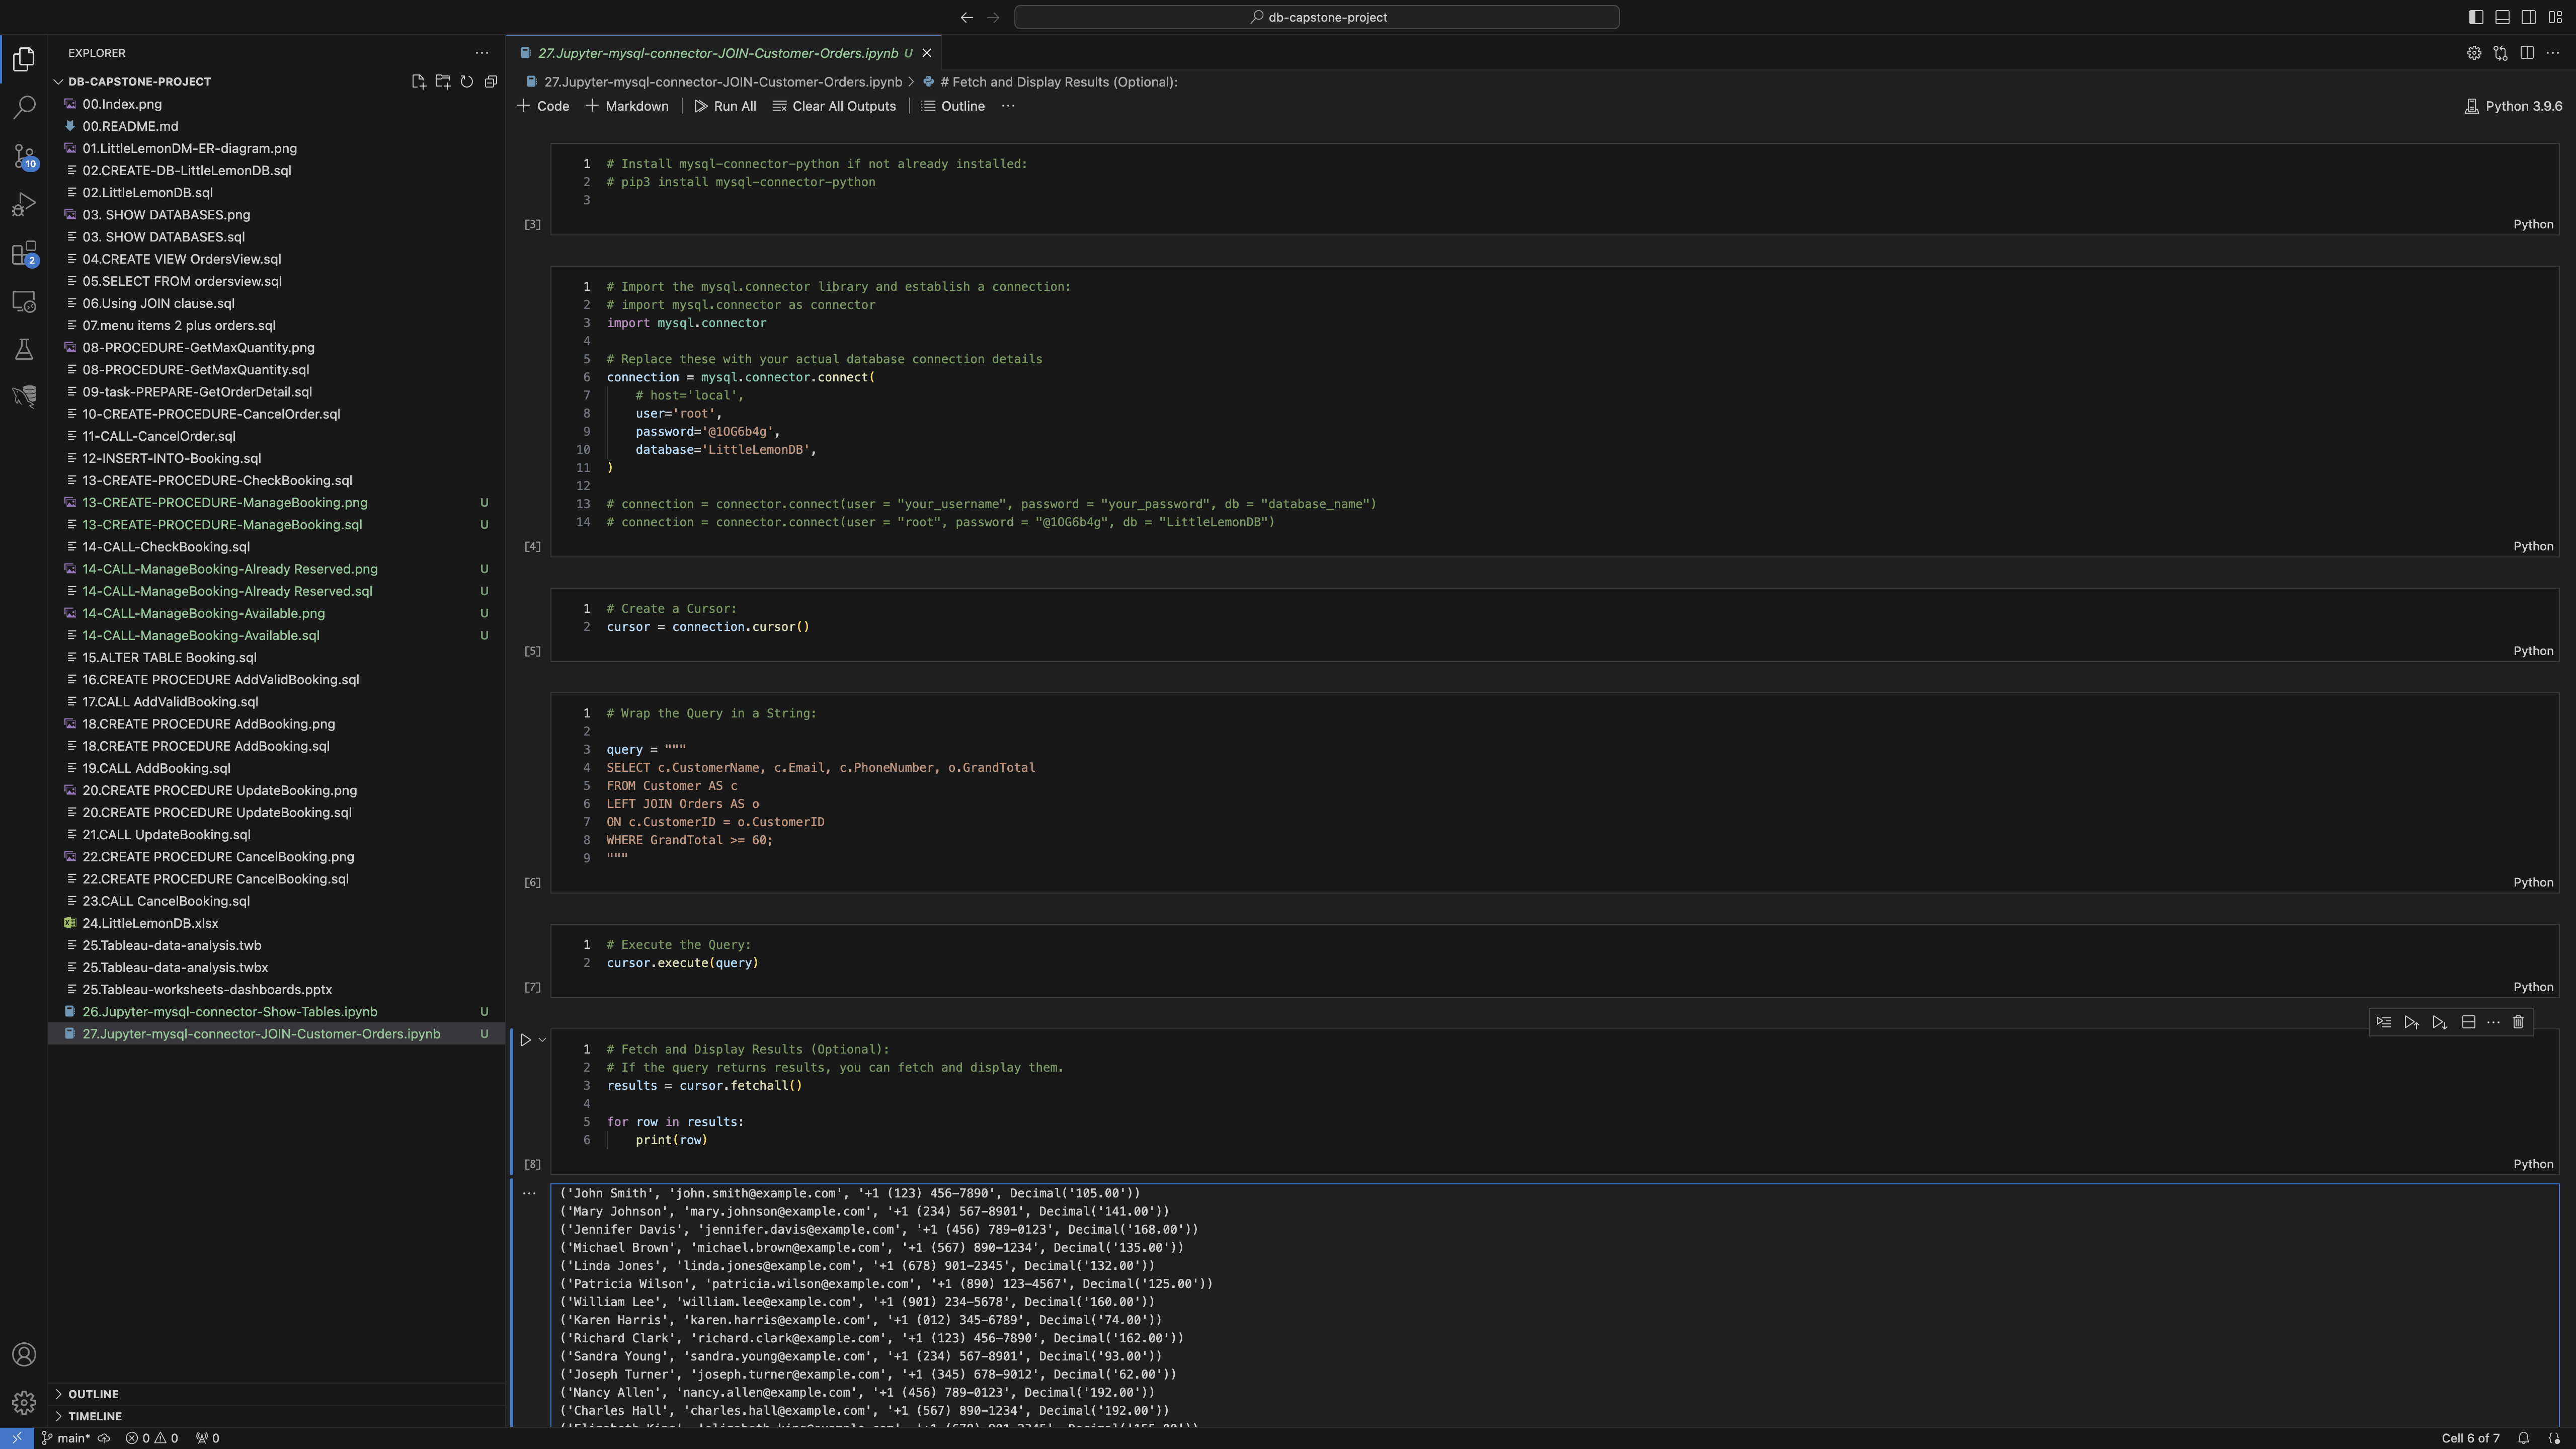 db-capstone-project
EXPLORER
DB-CAPSTONE-PROJECT
00.Index.png
00.README.md
01.LittleLemonDM-ER-diagram.png
02.CREATE-DB-LittleLemonDB.sql
02.LittleLemonDB.sql
03. SHOW DATABASES.png
03. SHOW DATABASES.sql
04.CREATE VIEW OrdersView.sql
05.SELECT FROM ordersview.sql
06.Using JOIN clause.sql
07.menu items 2 plus orders.sql
08-PROCEDURE-GetMaxQuantity.png
08-PROCEDURE-GetMaxQuantity.sql
09-task-PREPARE-GetOrderDetail.sql
10-CREATE-PROCEDURE-CancelOrder.sql
11-CALL-CancelOrder.sql
12-INSERT-INTO-Booking.sql
13-CREATE-PROCEDURE-CheckBooking.sql
13-CREATE-PROCEDURE-ManageBooking.png U
13-CREATE-PROCEDURE-ManageBooking.sql U
14-CALL-CheckBooking.sql
14-CALL-ManageBooking-Already Reserved.png U
14-CALL-ManageBooking-Already Reserved.sql U
14-CALL-ManageBooking-Available.png U
14-CALL-ManageBooking-Available.sql U
15.ALTER TABLE Booking.sql
16.CREATE PROCEDURE AddValidBooking.sql
17.CALL AddValidBooking.sql
18.CREATE PROCEDURE AddBooking.png
18.CREATE PROCEDURE AddBooking.sql
19.CALL AddBooking.sql
20.CREATE PROCEDURE UpdateBooking.png
20.CREATE PROCEDURE UpdateBooking.sql
21.CALL UpdateBooking.sql
22.CREATE PROCEDURE CancelBooking.png
22.CREATE PROCEDURE CancelBooking.sql
23.CALL CancelBooking.sql
24.LittleLemonDB.xlsx
25.Tableau-data-analysis.twb
25.Tableau-data-analysis.twbx
25.Tableau-worksheets-dashboards.pptx
26.Jupyter-mysql-connector-Show-Tables.ipynb U
27.Jupyter-mysql-connector-JOIN-Customer-Orders.ipynb U
OUTLINE
TIMELINE
10
2
27.Jupyter-mysql-connector-JOIN-Customer-Orders.ipynb U
27.Jupyter-mysql-connector-JOIN-Customer-Orders.ipynb > # Fetch and Display Results (Optional):
+ Code + Markdown | Run All Clear All Outputs | Outline ... Python 3.9.6
1 # Install mysql-connector-python if not already installed:
2 # pip3 install mysql-connector-python
3
[3] Python
1 # Import the mysql.connector library and establish a connection:
2 # import mysql.connector as connector
3 import mysql.connector
4
5 # Replace these with your actual database connection details
6 connection = mysql.connector.connect(
7 # host='local',
8 user='root',
9 password='@1OG6b4g',
10 database='LittleLemonDB',
11 )
12
13 # connection = connector.connect(user = "your_username", password = "your_password", db = "database_name")
14 # connection = connector.connect(user = "root", password = "@1OG6b4g", db = "LittleLemonDB")
[4] Python
1 # Create a Cursor:
2 cursor = connection.cursor()
[5] Python
1 # Wrap the Query in a String:
2
3 query = """
4 SELECT c.CustomerName, c.Email, c.PhoneNumber, o.GrandTotal
5 FROM Customer AS c
6 LEFT JOIN Orders AS o
7 ON c.CustomerID = o.CustomerID
8 WHERE GrandTotal >= 60;
9 """
[6] Python
1 # Execute the Query:
2 cursor.execute(query)
[7] Python
1 # Fetch and Display Results (Optional):
2 # If the query returns results, you can fetch and display them.
3 results = cursor.fetchall()
4
5 for row in results:
6 print(row)
[8] Python
('John Smith', 'john.smith@example.com', '+1 (123) 456-7890', Decimal('105.00'))
('Mary Johnson', 'mary.johnson@example.com', '+1 (234) 567-8901', Decimal('141.00'))
('Jennifer Davis', 'jennifer.davis@example.com', '+1 (456) 789-0123', Decimal('168.00'))
('Michael Brown', 'michael.brown@example.com', '+1 (567) 890-1234', Decimal('135.00'))
('Linda Jones', 'linda.jones@example.com', '+1 (678) 901-2345', Decimal('132.00'))
('Patricia Wilson', 'patricia.wilson@example.com', '+1 (890) 123-4567', Decimal('125.00'))
('William Lee', 'william.lee@example.com', '+1 (901) 234-5678', Decimal('160.00'))
('Karen Harris', 'karen.harris@example.com', '+1 (012) 345-6789', Decimal('74.00'))
('Richard Clark', 'richard.clark@example.com', '+1 (123) 456-7890', Decimal('162.00'))
('Sandra Young', 'sandra.young@example.com', '+1 (234) 567-8901', Decimal('93.00'))
('Joseph Turner', 'joseph.turner@example.com', '+1 (345) 678-9012', Decimal('62.00'))
('Nancy Allen', 'nancy.allen@example.com', '+1 (456) 789-0123', Decimal('192.00'))
('Charles Hall', 'charles.hall@example.com', '+1 (567) 890-1234', Decimal('192.00'))
main* 0 0 0 Cell 6 of 7